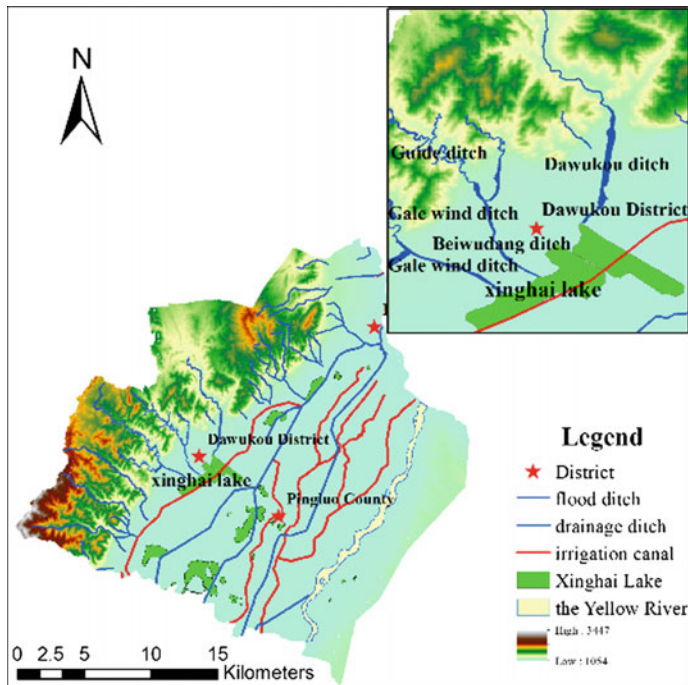 N
Guide ditch
Dawukou ditch
Gale wind ditch
Dawukou District
Beiwudang ditch
Gale wind ditch
xinghai lake
Dawukou District
xinghai lake
Pingluo County
Legend
District
flood ditch
drainage ditch
irrigation canal
Xinghai Lake
the Yellow River
High : 3447
Low : 1054
0 2.5 5 10 15
Kilometers